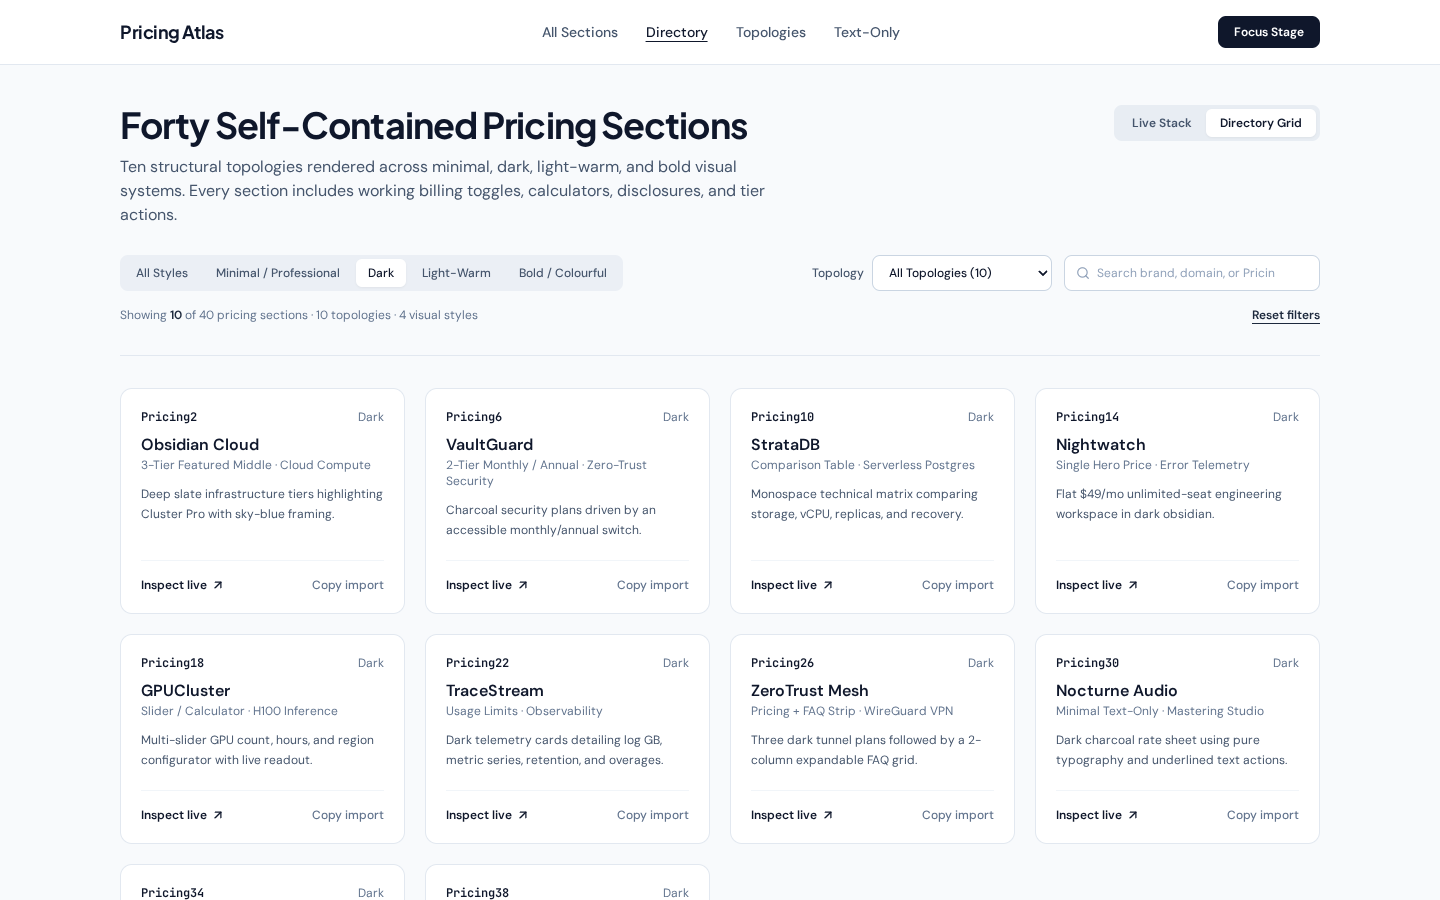 Pricing Atlas
All Sections
Directory
Topologies
Text-Only
Focus Stage
Forty Self-Contained Pricing Sections
Live Stack
Directory Grid
Ten structural topologies rendered across minimal, dark, light-warm, and bold visual
systems. Every section includes working billing toggles, calculators, disclosures, and tier
actions.
All Styles
Minimal / Professional
Dark
Light-Warm
Bold / Colourful
Topology
All Topologies (10)
Search brand, domain, or Pricin
Showing 10 of 40 pricing sections · 10 topologies · 4 visual styles
Reset filters
Pricing2
Dark
Obsidian Cloud
3-Tier Featured Middle · Cloud Compute
Deep slate infrastructure tiers highlighting
Cluster Pro with sky-blue framing.
Inspect live
Copy import
Pricing6
Dark
VaultGuard
2-Tier Monthly / Annual · Zero-Trust
Security
Charcoal security plans driven by an
accessible monthly/annual switch.
Inspect live
Copy import
Pricing10
Dark
StrataDB
Comparison Table · Serverless Postgres
Monospace technical matrix comparing
storage, vCPU, replicas, and recovery.
Inspect live
Copy import
Pricing14
Dark
Nightwatch
Single Hero Price · Error Telemetry
Flat $49/mo unlimited-seat engineering
workspace in dark obsidian.
Inspect live
Copy import
Pricing18
Dark
GPUCluster
Slider / Calculator · H100 Inference
Multi-slider GPU count, hours, and region
configurator with live readout.
Inspect live
Copy import
Pricing22
Dark
TraceStream
Usage Limits · Observability
Dark telemetry cards detailing log GB,
metric series, retention, and overages.
Inspect live
Copy import
Pricing26
Dark
ZeroTrust Mesh
Pricing + FAQ Strip · WireGuard VPN
Three dark tunnel plans followed by a 2-
column expandable FAQ grid.
Inspect live
Copy import
Pricing30
Dark
Nocturne Audio
Minimal Text-Only · Mastering Studio
Dark charcoal rate sheet using pure
typography and underlined text actions.
Inspect live
Copy import
Pricing34
Dark
Pricing38
Dark